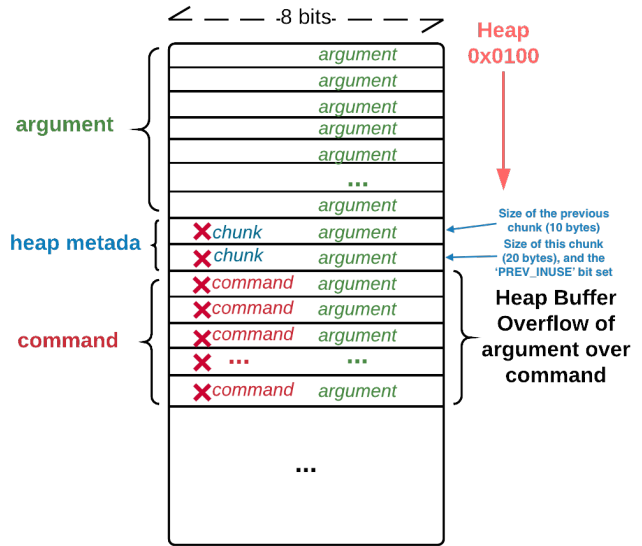 8 bits
Heap
0x0100
argument
argument
argument
argument
argument
argument
...
argument
heap metada
chunk argument
chunk argument
Size of the previous
chunk (10 bytes)
Size of this chunk
(20 bytes), and the
‘PREV_INUSE’ bit set
command
command argument
command argument
command argument
... ...
command argument
Heap Buffer
Overflow of
argument over
command
...